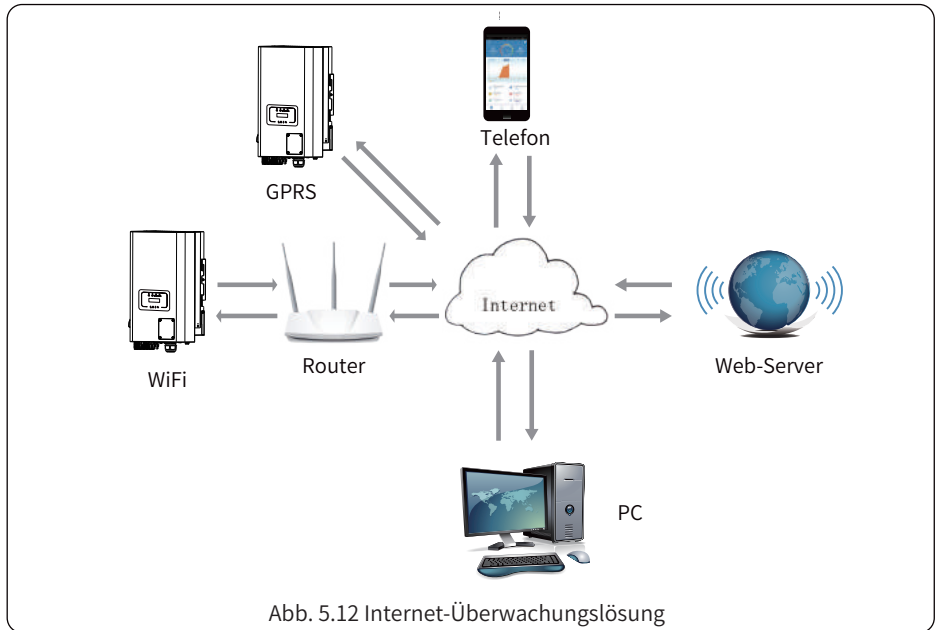 Telefon
GPRS
Internet
WiFi
Router
Web-Server
PC
Abb. 5.12 Internet-Überwachungslösung